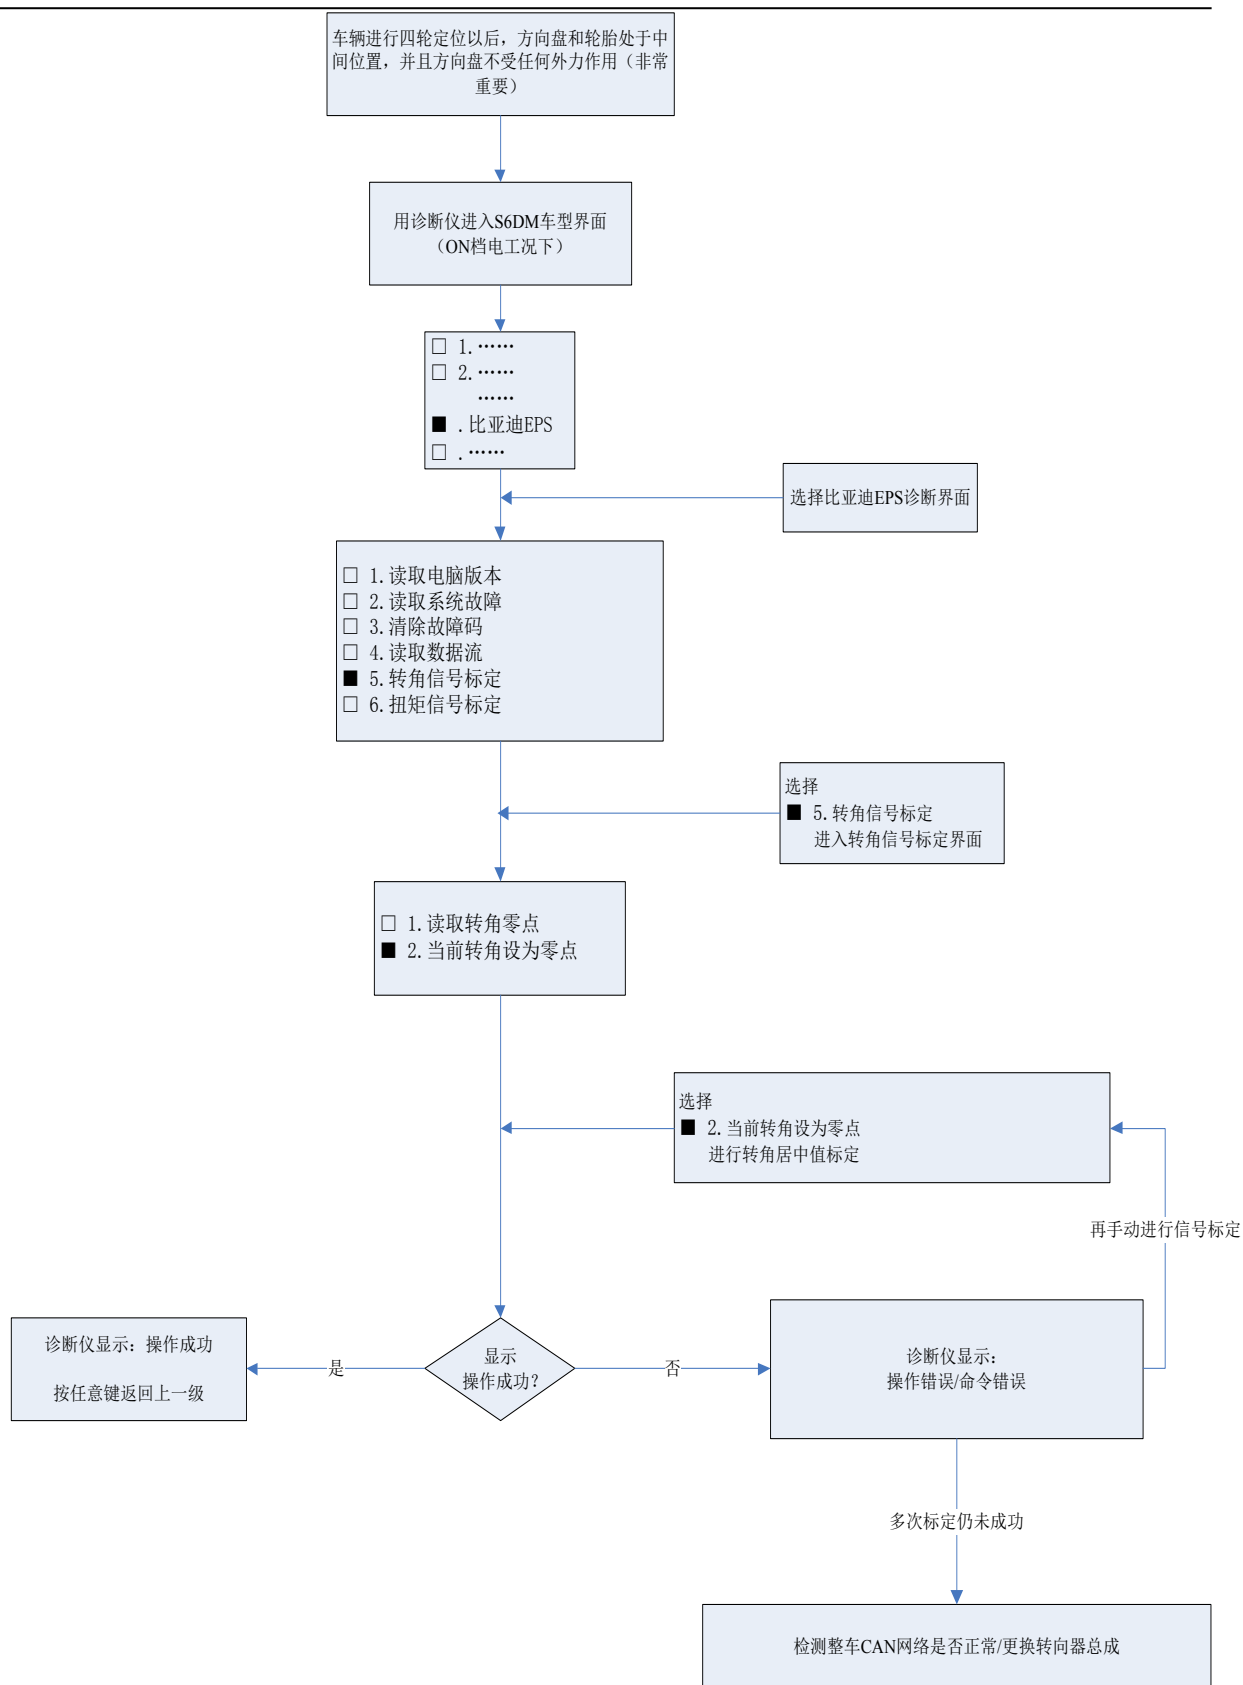 车辆进行四轮定位以后，方向盘和轮胎处于中
间位置，并且方向盘不受任何外力作用（非常
重要）
用诊断仪进入S6DM车型界面
（ON档电工况下）
□ 1.……
□ 2.……
……
■ .比亚迪EPS
□ .……
选择比亚迪EPS诊断界面
□ 1.读取电脑版本
□ 2.读取系统故障
□ 3.清除故障码
□ 4.读取数据流
■ 5.转角信号标定
□ 6.扭矩信号标定
选择
■ 5.转角信号标定
进入转角信号标定界面
□ 1.读取转角零点
■ 2.当前转角设为零点
选择
■ 2.当前转角设为零点
进行转角居中值标定
再手动进行信号标定
诊断仪显示：操作成功
按任意键返回上一级
是
显示
操作成功？
否
诊断仪显示：
操作错误/命令错误
多次标定仍未成功
检测整车CAN网络是否正常/更换转向器总成